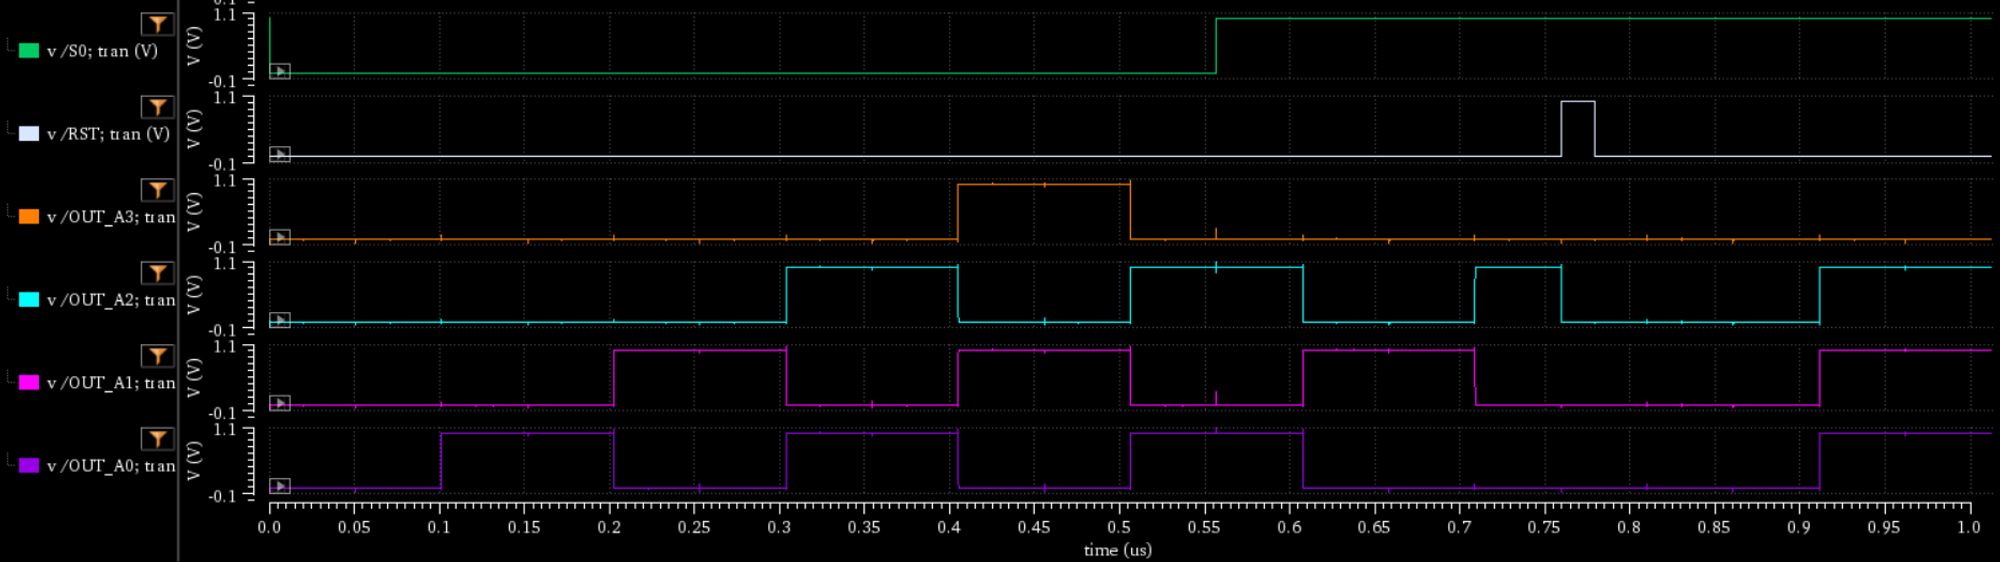 0.1
1.1
v /S0; tran (V)
V (V)
-0.1
1.1
v /RST; tran (V)
V (V)
-0.1
1.1
v /OUT_A3; tran
V (V)
-0.1
1.1
v /OUT_A2; tran
V (V)
-0.1
1.1
v /OUT_A1; tran
V (V)
-0.1
1.1
v /OUT_A0; tran
V (V)
-0.1
0.0 0.05 0.1 0.15 0.2 0.25 0.3 0.35 0.4 0.45 0.5 0.55 0.6 0.65 0.7 0.75 0.8 0.85 0.9 0.95 1.0
time (us)